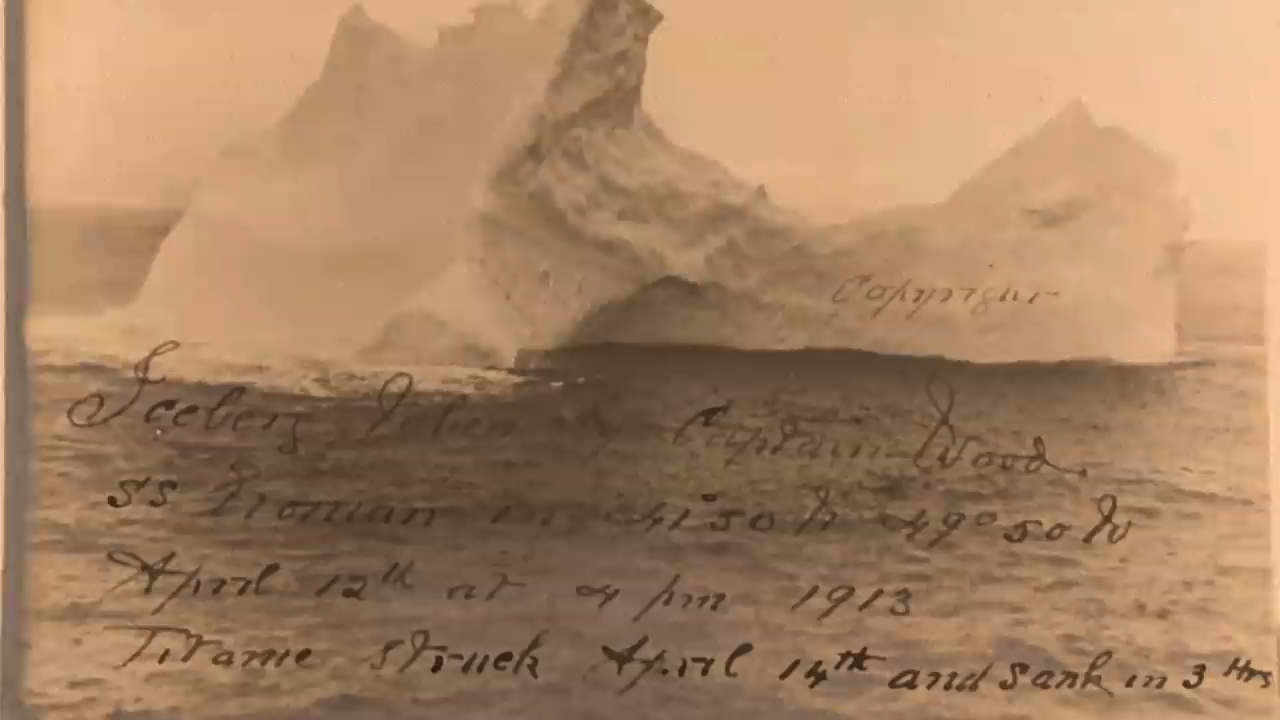 Copyright
Iceberg Taken by Captain Wood
SS Etonian in 41°50 N 49°50 W
April 12th at 4 pm 1913
Titanic struck April 14th and sank in 3 Hrs